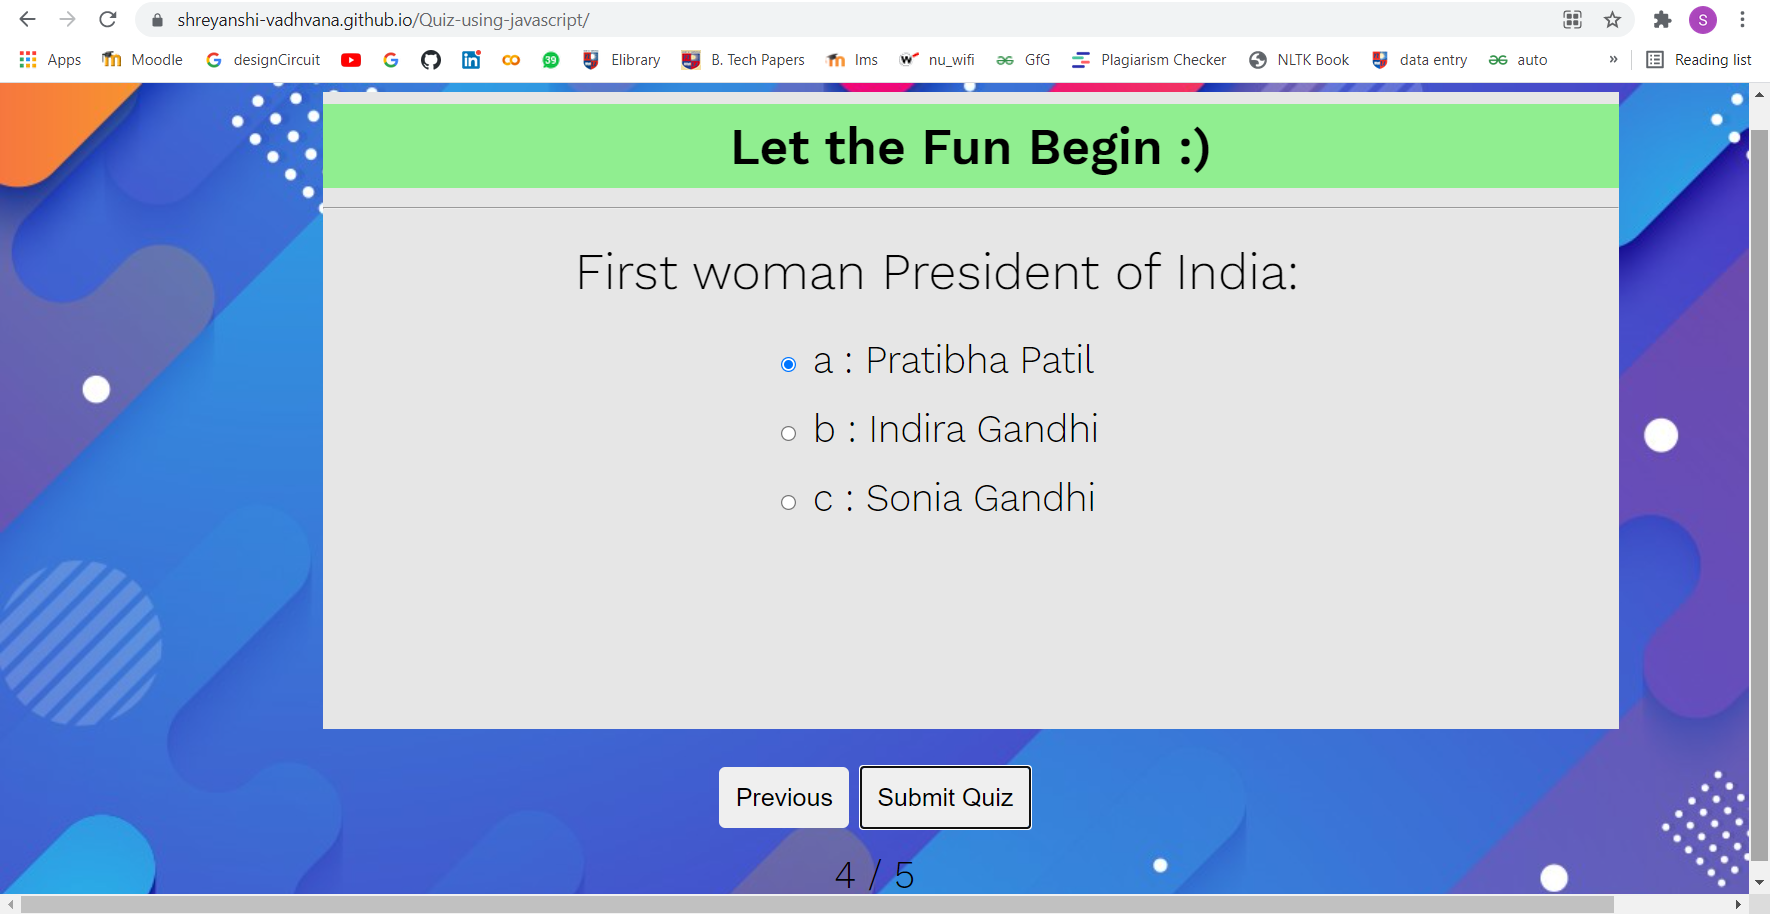 shreyanshi-vadhvana.github.io/Quiz-using-javascript/
S
Apps Moodle designCircuit 39 Elibrary B. Tech Papers lms nu_wifi GfG Plagiarism Checker NLTK Book data entry auto » Reading list
Let the Fun Begin :)
First woman President of India:
a : Pratibha Patil
b : Indira Gandhi
c : Sonia Gandhi
Previous Submit Quiz
4 / 5